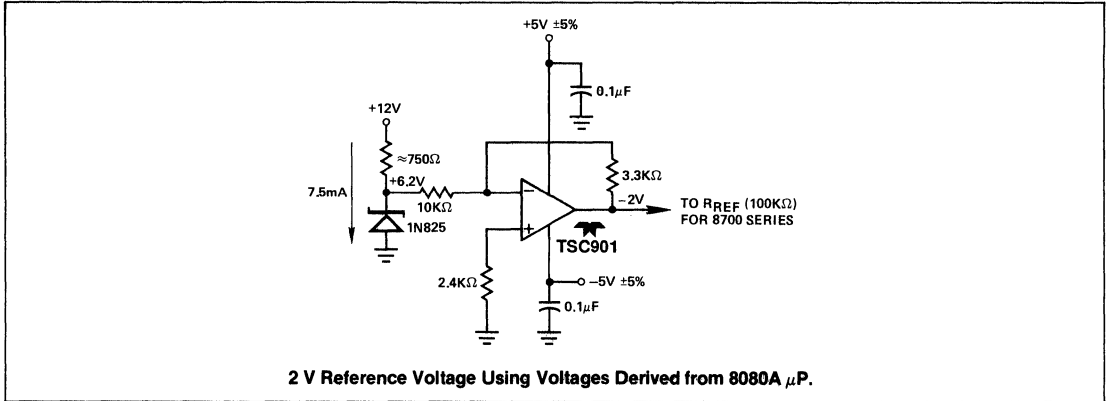 +5V ±5%
0.1μF
+12V
≈750Ω
+6.2V
7.5mA
10KΩ
1N825
3.3KΩ
−2V
TO RREF (100KΩ)
FOR 8700 SERIES
−
+
TSC901
2.4KΩ
−5V ±5%
0.1μF
2 V Reference Voltage Using Voltages Derived from 8080A μP.